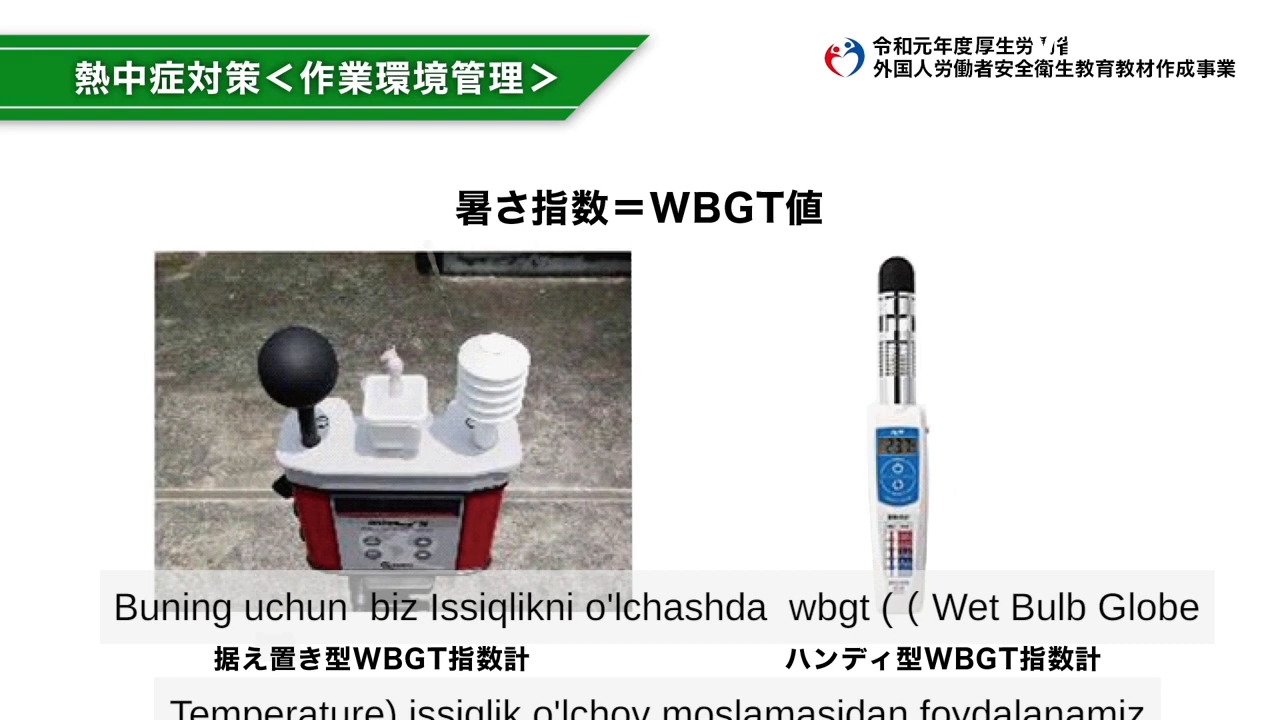 熱中症対策＜作業環境管理＞
令和元年度厚生労
外国人労働者安全衛生教育教材作成事業
暑さ指数＝WBGT値
Buning uchun biz Issiqlikni o'lchashda wbgt ( ( Wet Bulb Globe
据え置き型WBGT指数計
ハンディ型WBGT指数計
Temperature) issiqlik o'lchov moslamasidan foydalanamiz